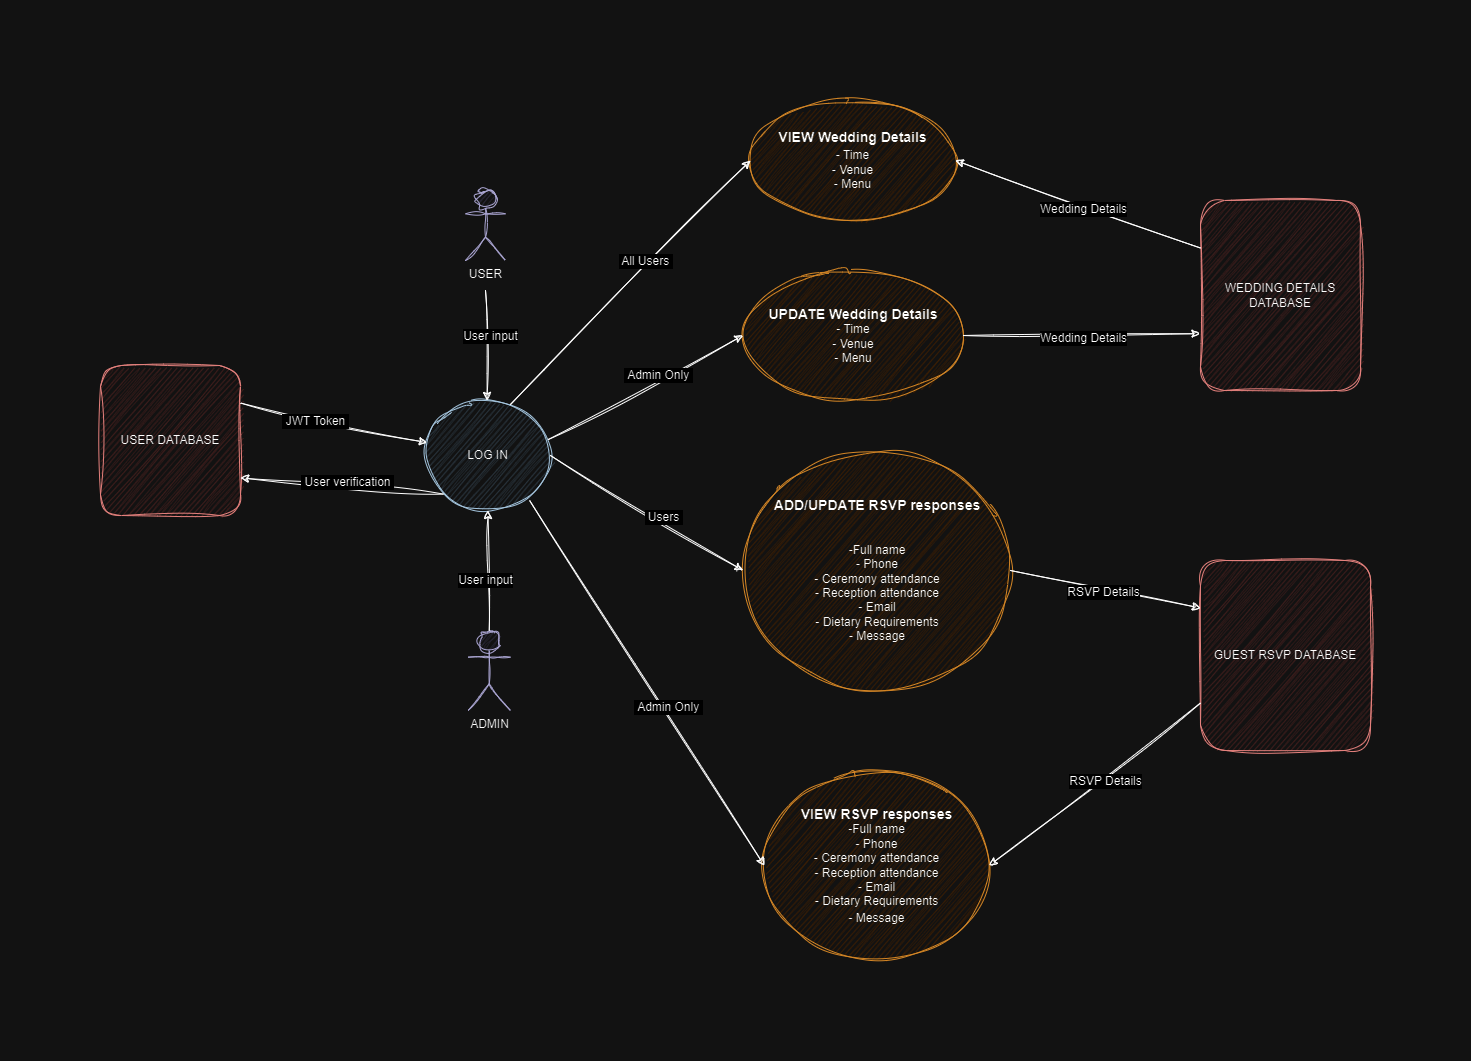 VIEW Wedding Details
- Time
- Venue
- Menu
Wedding Details
All Users
USER
WEDDING DETAILS
DATABASE
UPDATE Wedding Details
- Time
- Venue
- Menu
User input
Wedding Details
Admin Only
JWT Token
USER DATABASE
LOG IN
User verification
ADD/UPDATE RSVP responses
Users
-Full name
- Phone
- Ceremony attendance
- Reception attendance
- Email
- Dietary Requirements
- Message
User input
RSVP Details
GUEST RSVP DATABASE
Admin Only
ADMIN
RSVP Details
VIEW RSVP responses
-Full name
- Phone
- Ceremony attendance
- Reception attendance
- Email
- Dietary Requirements
- Message